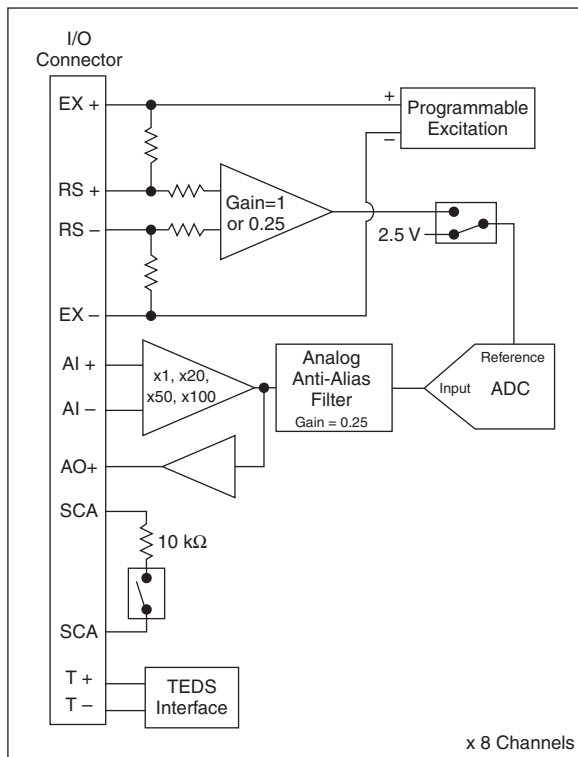 I/O
Connector
EX +
RS +
RS –
EX –
AI +
AI –
AO+
SCA
SCA
T +
T –
+
–
Programmable
Excitation
Gain=1
or 0.25
2.5 V
x1, x20,
x50, x100
Analog
Anti-Alias
Filter
Gain = 0.25
Reference
Input
ADC
10 kΩ
TEDS
Interface
x 8 Channels